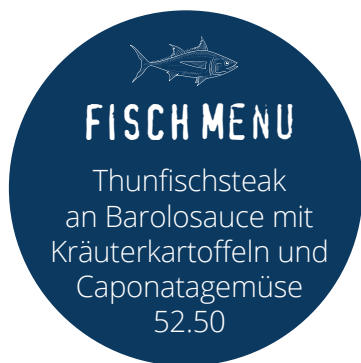 FISCH MENU
Thunfischsteak
an Barolosauce mit
Kräuterkartoffeln und
Caponatagemüse
52.50